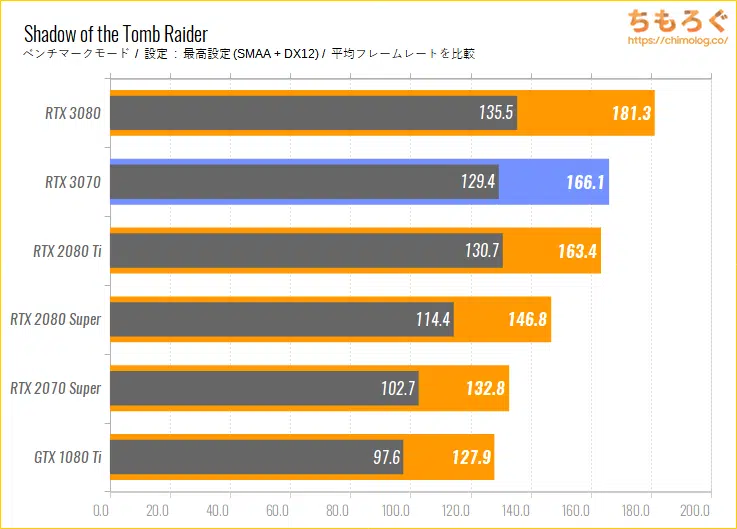 ちもろぐ
https://chimolog.co/
Shadow of the Tomb Raider
ベンチマークモード / 設定 : 最高設定 (SMAA + DX12) / 平均フレームレートを比較
RTX 3080 135.5 181.3
RTX 3070 129.4 166.1
RTX 2080 Ti 130.7 163.4
RTX 2080 Super 114.4 146.8
RTX 2070 Super 102.7 132.8
GTX 1080 Ti 97.6 127.9
0.0 20.0 40.0 60.0 80.0 100.0 120.0 140.0 160.0 180.0 200.0